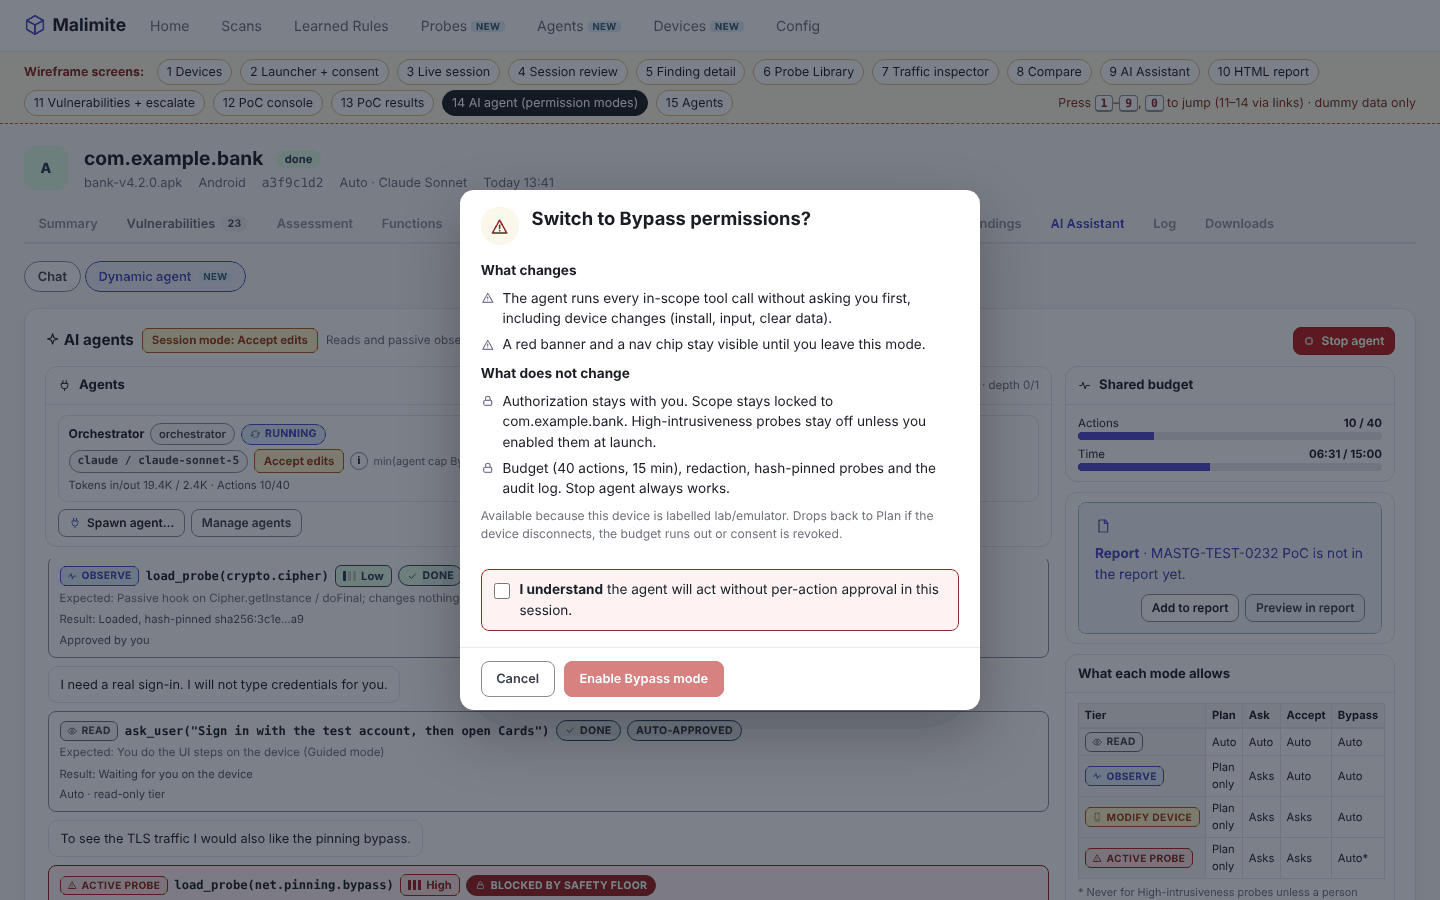 Malimite Home Scans Learned Rules Probes NEW Agents NEW Devices NEW Config
Wireframe screens: 1 Devices 2 Launcher + consent 3 Live session 4 Session review 5 Finding detail 6 Probe Library 7 Traffic inspector 8 Compare 9 AI Assistant 10 HTML report
11 Vulnerabilities + escalate 12 PoC console 13 PoC results 14 AI agent (permission modes) 15 Agents Press 1–9, 0 to jump (11–14 via links) · dummy data only
A
com.example.bank done
bank-v4.2.0.apk Android a3f9c1d2 Auto · Claude Sonnet Today 13:41
Summary Vulnerabilities 23 Assessment Functions ndings AI Assistant Log Downloads
Chat Dynamic agent NEW
AI agents Session mode: Accept edits Reads and passive obse
Stop agent
Agents · depth 0/1
Orchestrator orchestrator RUNNING
claude / claude-sonnet-5 Accept edits i min(agent cap By
Tokens in/out 19.4K / 2.4K · Actions 10/40
Spawn agent... Manage agents
OBSERVE load_probe(crypto.cipher) Low DONE
Expected: Passive hook on Cipher.getInstance / doFinal; changes nothing
Result: Loaded, hash-pinned sha256:3c1e…a9
Approved by you
I need a real sign-in. I will not type credentials for you.
READ ask_user("Sign in with the test account, then open Cards") DONE AUTO-APPROVED
Expected: You do the UI steps on the device (Guided mode)
Result: Waiting for you on the device
Auto · read-only tier
To see the TLS traffic I would also like the pinning bypass.
ACTIVE PROBE load_probe(net.pinning.bypass) High BLOCKED BY SAFETY FLOOR
Switch to Bypass permissions?
What changes
The agent runs every in-scope tool call without asking you first,
including device changes (install, input, clear data).
A red banner and a nav chip stay visible until you leave this mode.
What does not change
Authorization stays with you. Scope stays locked to
com.example.bank. High-intrusiveness probes stay off unless you
enabled them at launch.
Budget (40 actions, 15 min), redaction, hash-pinned probes and the
audit log. Stop agent always works.
Available because this device is labelled lab/emulator. Drops back to Plan if the
device disconnects, the budget runs out or consent is revoked.
I understand the agent will act without per-action approval in this
session.
Cancel Enable Bypass mode
Shared budget
Actions 10 / 40
Time 06:31 / 15:00
Report · MASTG-TEST-0232 PoC is not in
the report yet.
Add to report Preview in report
What each mode allows
Tier Plan Ask Accept Bypass
READ Auto Auto Auto Auto
OBSERVE Plan only Asks Auto Auto
MODIFY DEVICE Plan only Asks Asks Auto
ACTIVE PROBE Plan only Asks Asks Auto*
* Never for High-intrusiveness probes unless a person